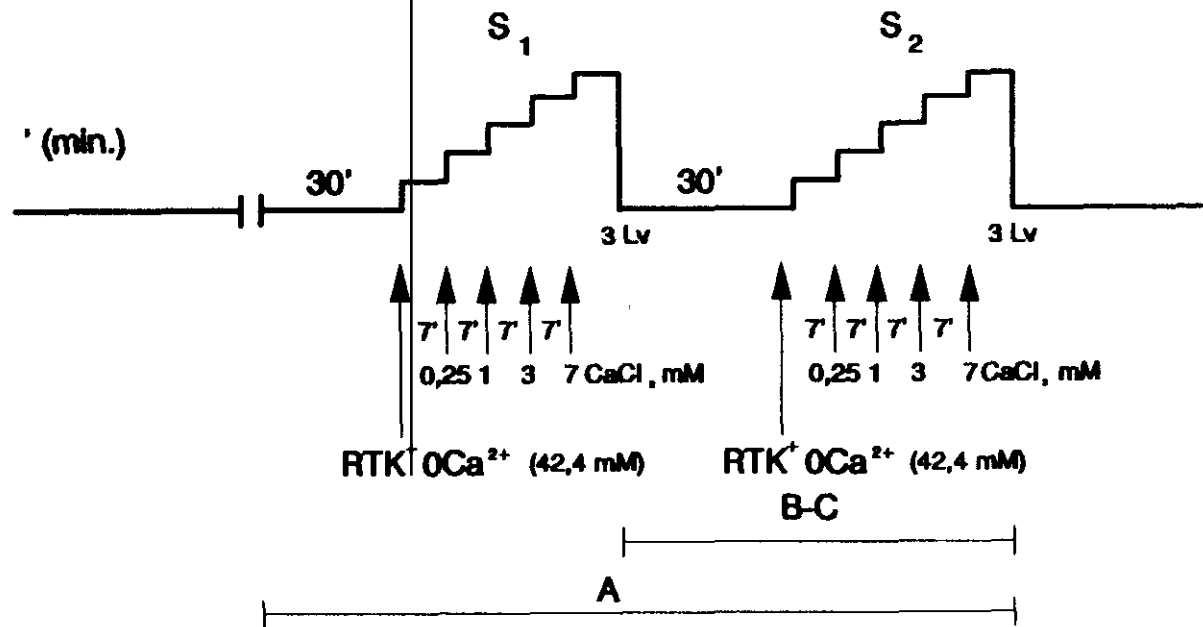 S₁ S₂
' (min.)
30' 30'
3 Lv 3 Lv
7' 7' 7' 7' 7' 7' 7' 7'
0,25 1 3 7 CaCl, mM 0,25 1 3 7 CaCl, mM
RTK⁺ 0Ca²⁺ (42,4 mM) RTK⁺ 0Ca²⁺ (42,4 mM)
B-C
A